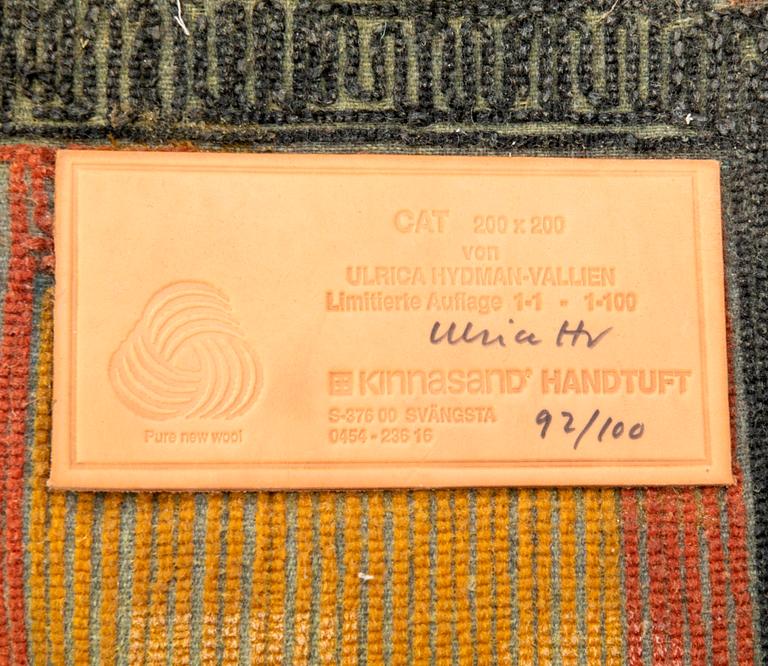 CAT 200 x 200
von
ULRICA HYDMAN-VALLIEN
Limitierte Auflage 1-1 - 1-100
Ulrica HV
Kinnasand® HANDTUFT
S-376 00 SVÄNGSTA
0454 - 236 16
92/100
Pure new wool